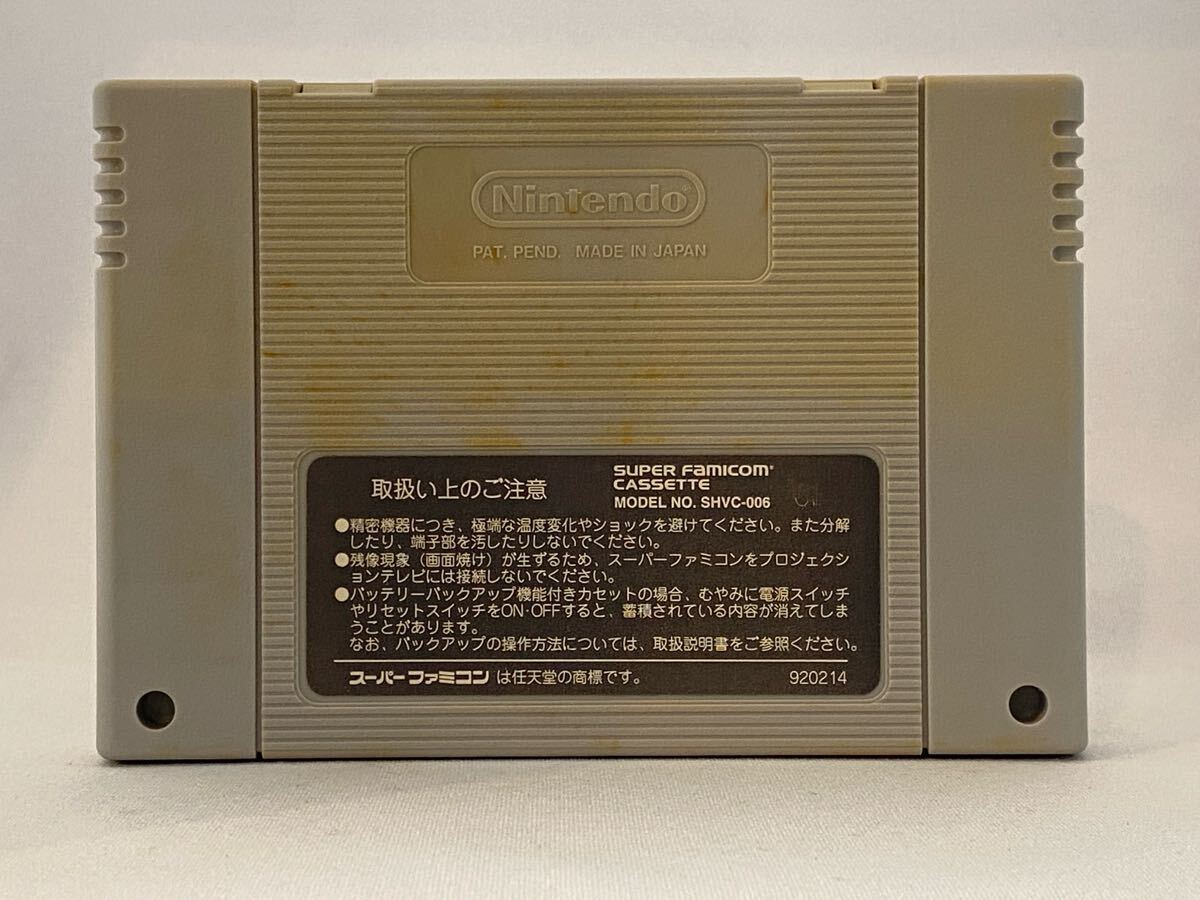 Nintendo®
PAT. PEND. MADE IN JAPAN
取扱い上のご注意
SUPER FAMICOM®
CASSETTE
MODEL NO. SHVC-006
●精密機器につき、極端な温度変化やショックを避けてください。また分解
したり、端子部を汚したりしないでください。
●残像現象（画面焼け）が生ずるため、スーパーファミコンをプロジェクシ
ョンテレビには接続しないでください。
●バッテリーバックアップ機能付きカセットの場合、むやみに電源スイッチ
やリセットスイッチをON・OFFすると、蓄積されている内容が消えてしま
うことがあります。
なお、バックアップの操作方法については、取扱説明書をご参照ください。
スーパーファミコン は任天堂の商標です。
920214